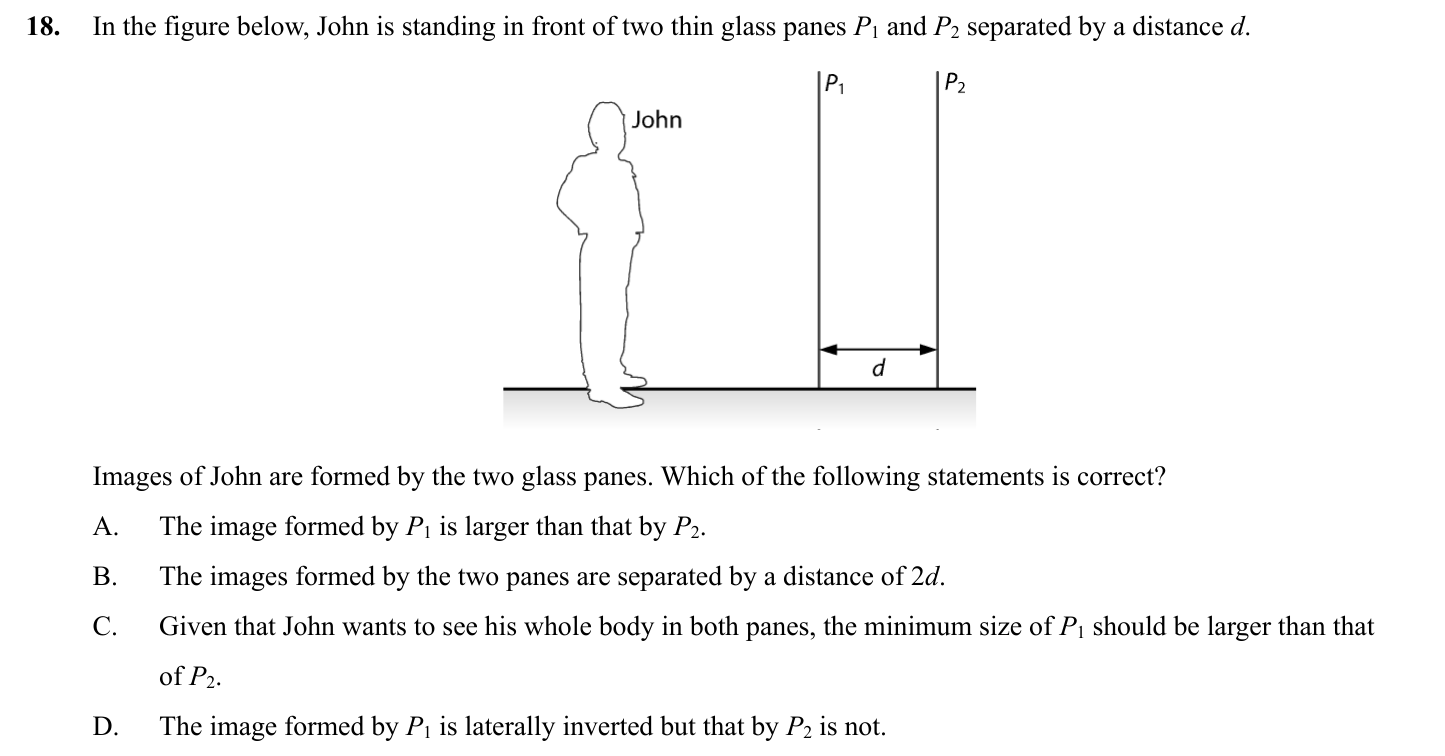 18. In the figure below, John is standing in front of two thin glass panes P₁ and P₂ separated by a distance d.
P₁
P₂
John
d
Images of John are formed by the two glass panes. Which of the following statements is correct?
A. The image formed by P₁ is larger than that by P₂.
B. The images formed by the two panes are separated by a distance of 2d.
C. Given that John wants to see his whole body in both panes, the minimum size of P₁ should be larger than that
of P₂.
D. The image formed by P₁ is laterally inverted but that by P₂ is not.